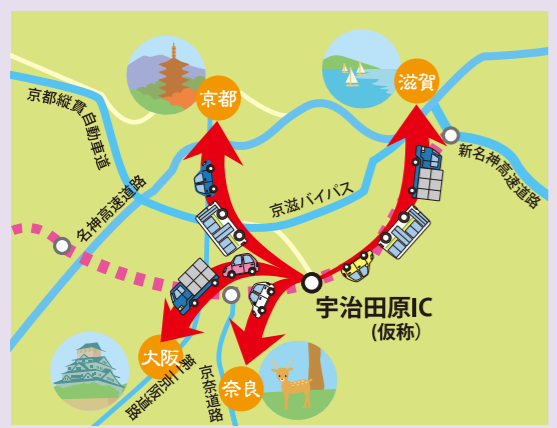 京都
滋賀
京都縦貫自動車道
新名神高速道路
名神高速道路
京滋バイパス
宇治田原IC
(仮称)
大阪
奈良
第二京阪道路
京奈道路